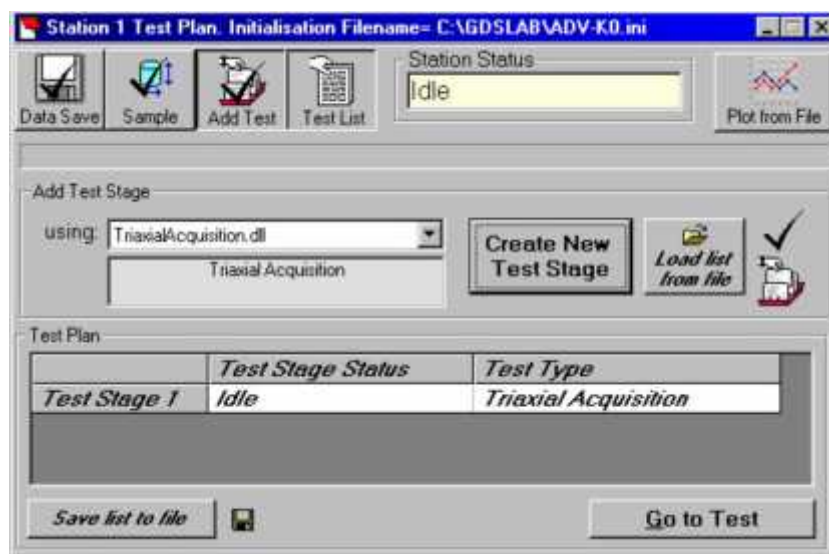 Station 1 Test Plan. Initialisation Filename= C:\GDSLAB\ADV-K0.ini
Station Status
Idle
Data Save
Sample
Add Test
Test List
Plot from File
Add Test Stage
using:
TriaxialAcquisition.dll
Triaxial Acquisition
Create New
Test Stage
Load list
from file
Test Plan
Test Stage Status Test Type
Test Stage 1 Idle Triaxial Acquisition
Save list to file
Go to Test